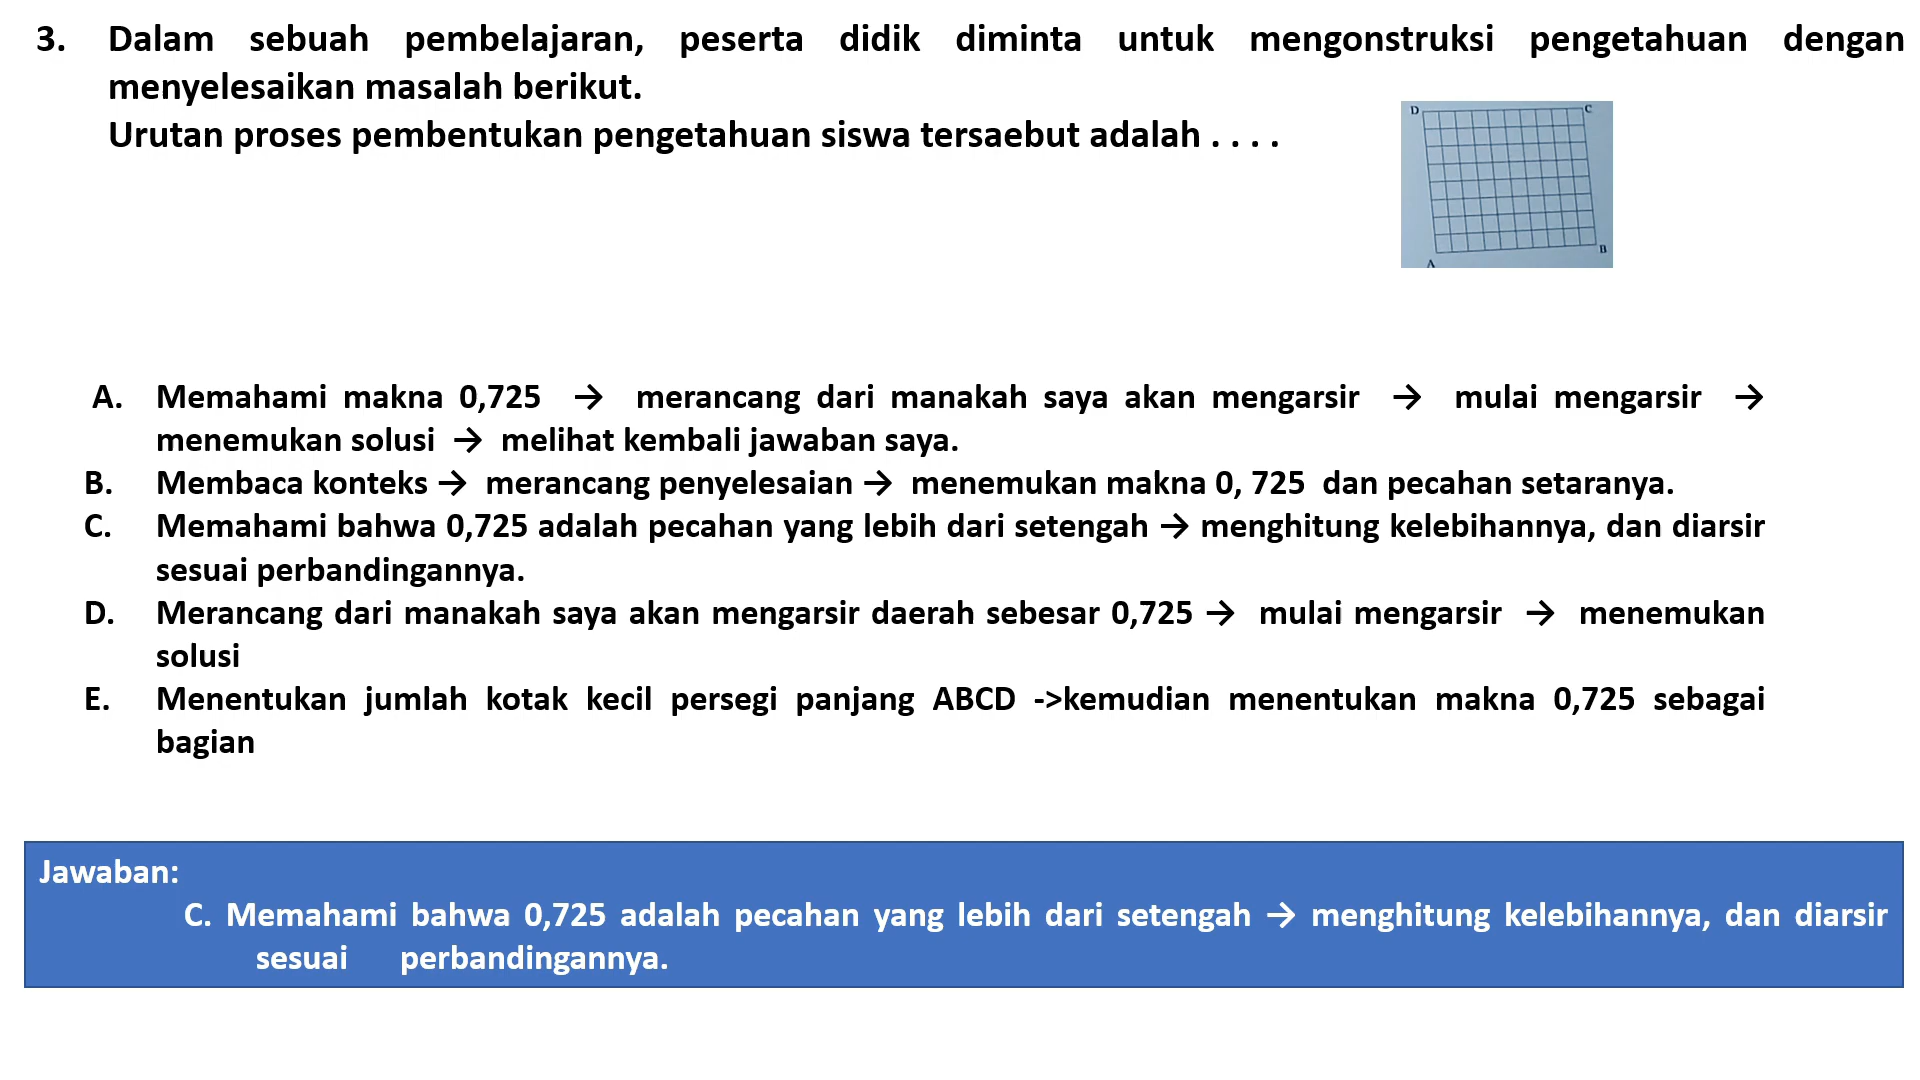 3. Dalam sebuah pembelajaran, peserta didik diminta untuk mengonstruksi pengetahuan dengan
menyelesaikan masalah berikut.
Urutan proses pembentukan pengetahuan siswa tersaebut adalah . . . .
D C
B
A
A. Memahami makna 0,725 → merancang dari manakah saya akan mengarsir → mulai mengarsir →
menemukan solusi → melihat kembali jawaban saya.
B. Membaca konteks → merancang penyelesaian → menemukan makna 0, 725 dan pecahan setaranya.
C. Memahami bahwa 0,725 adalah pecahan yang lebih dari setengah → menghitung kelebihannya, dan diarsir
sesuai perbandingannya.
D. Merancang dari manakah saya akan mengarsir daerah sebesar 0,725 → mulai mengarsir → menemukan
solusi
E. Menentukan jumlah kotak kecil persegi panjang ABCD ->kemudian menentukan makna 0,725 sebagai
bagian
Jawaban:
C. Memahami bahwa 0,725 adalah pecahan yang lebih dari setengah → menghitung kelebihannya, dan diarsir
sesuai perbandingannya.